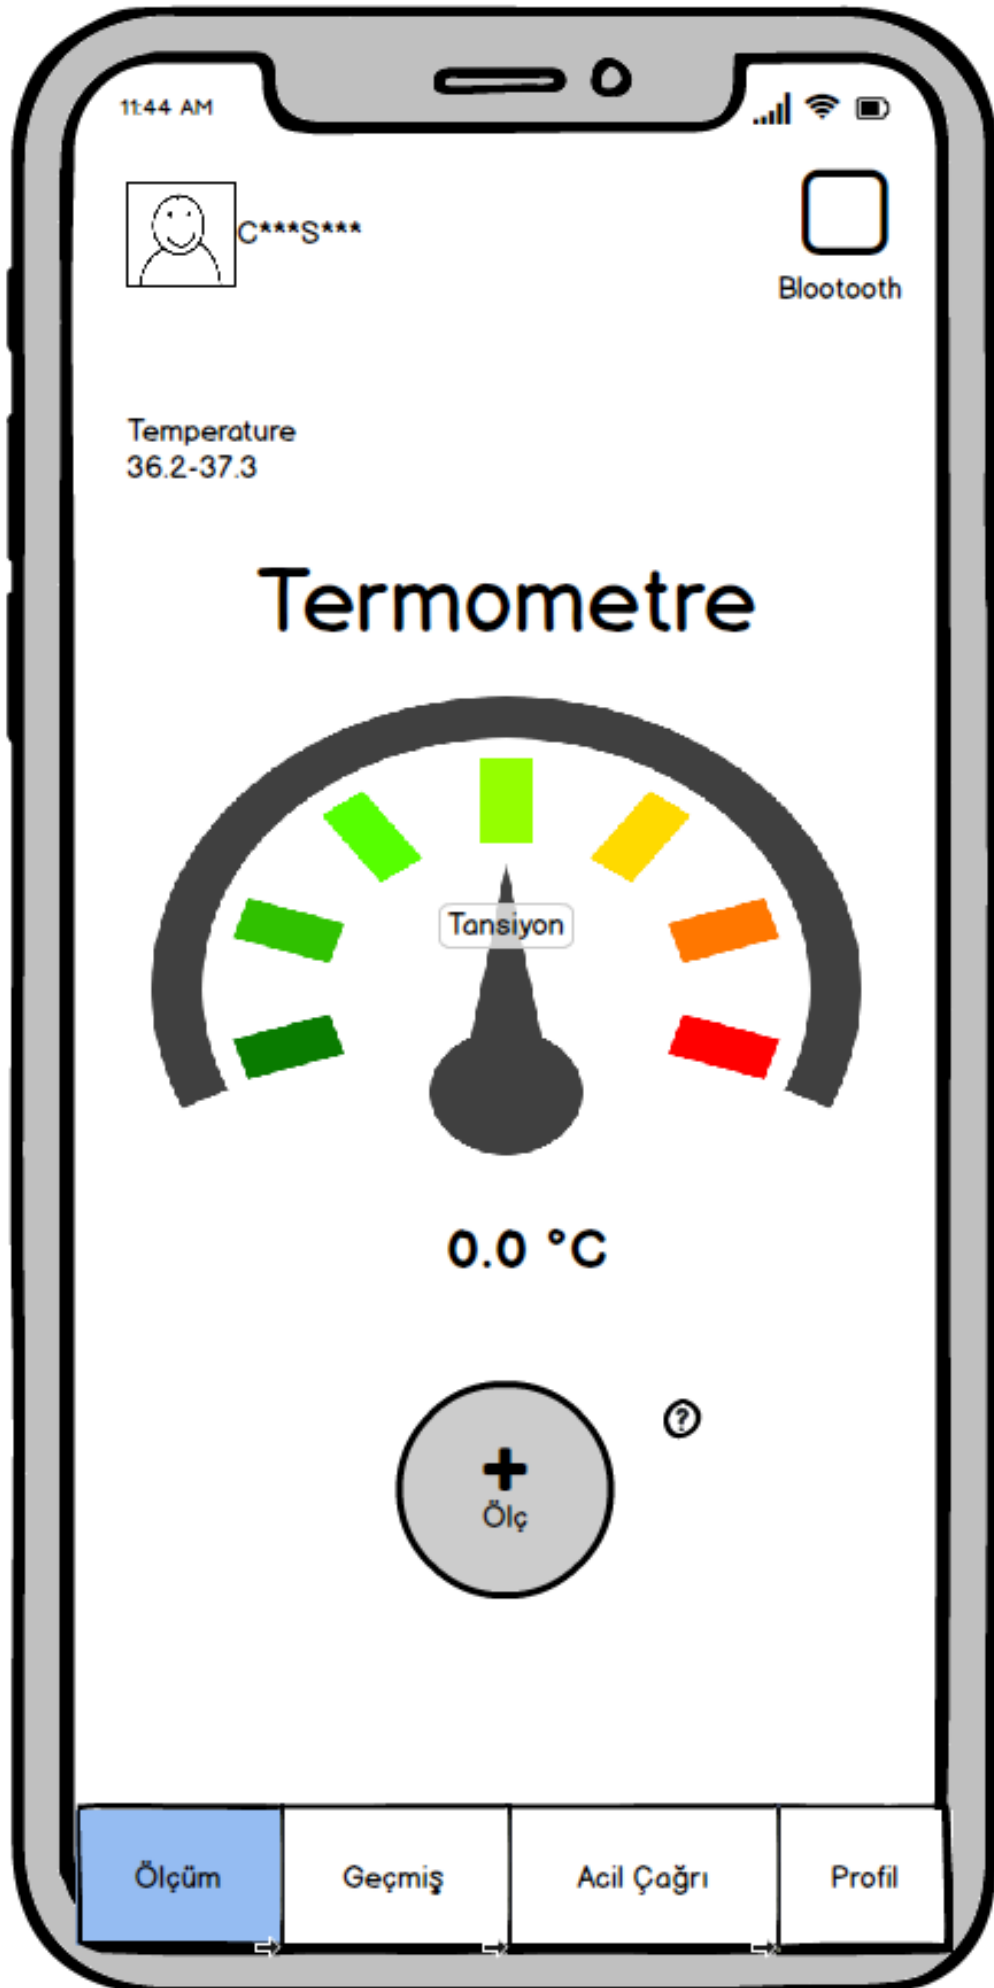 11:44 AM
C***S***
Blootooth
Temperature
36.2-37.3
Termometre
Tansiyon
0.0 °C
?
+
Ölç
Ölçüm
Geçmiş
Acil Çağrı
Profil